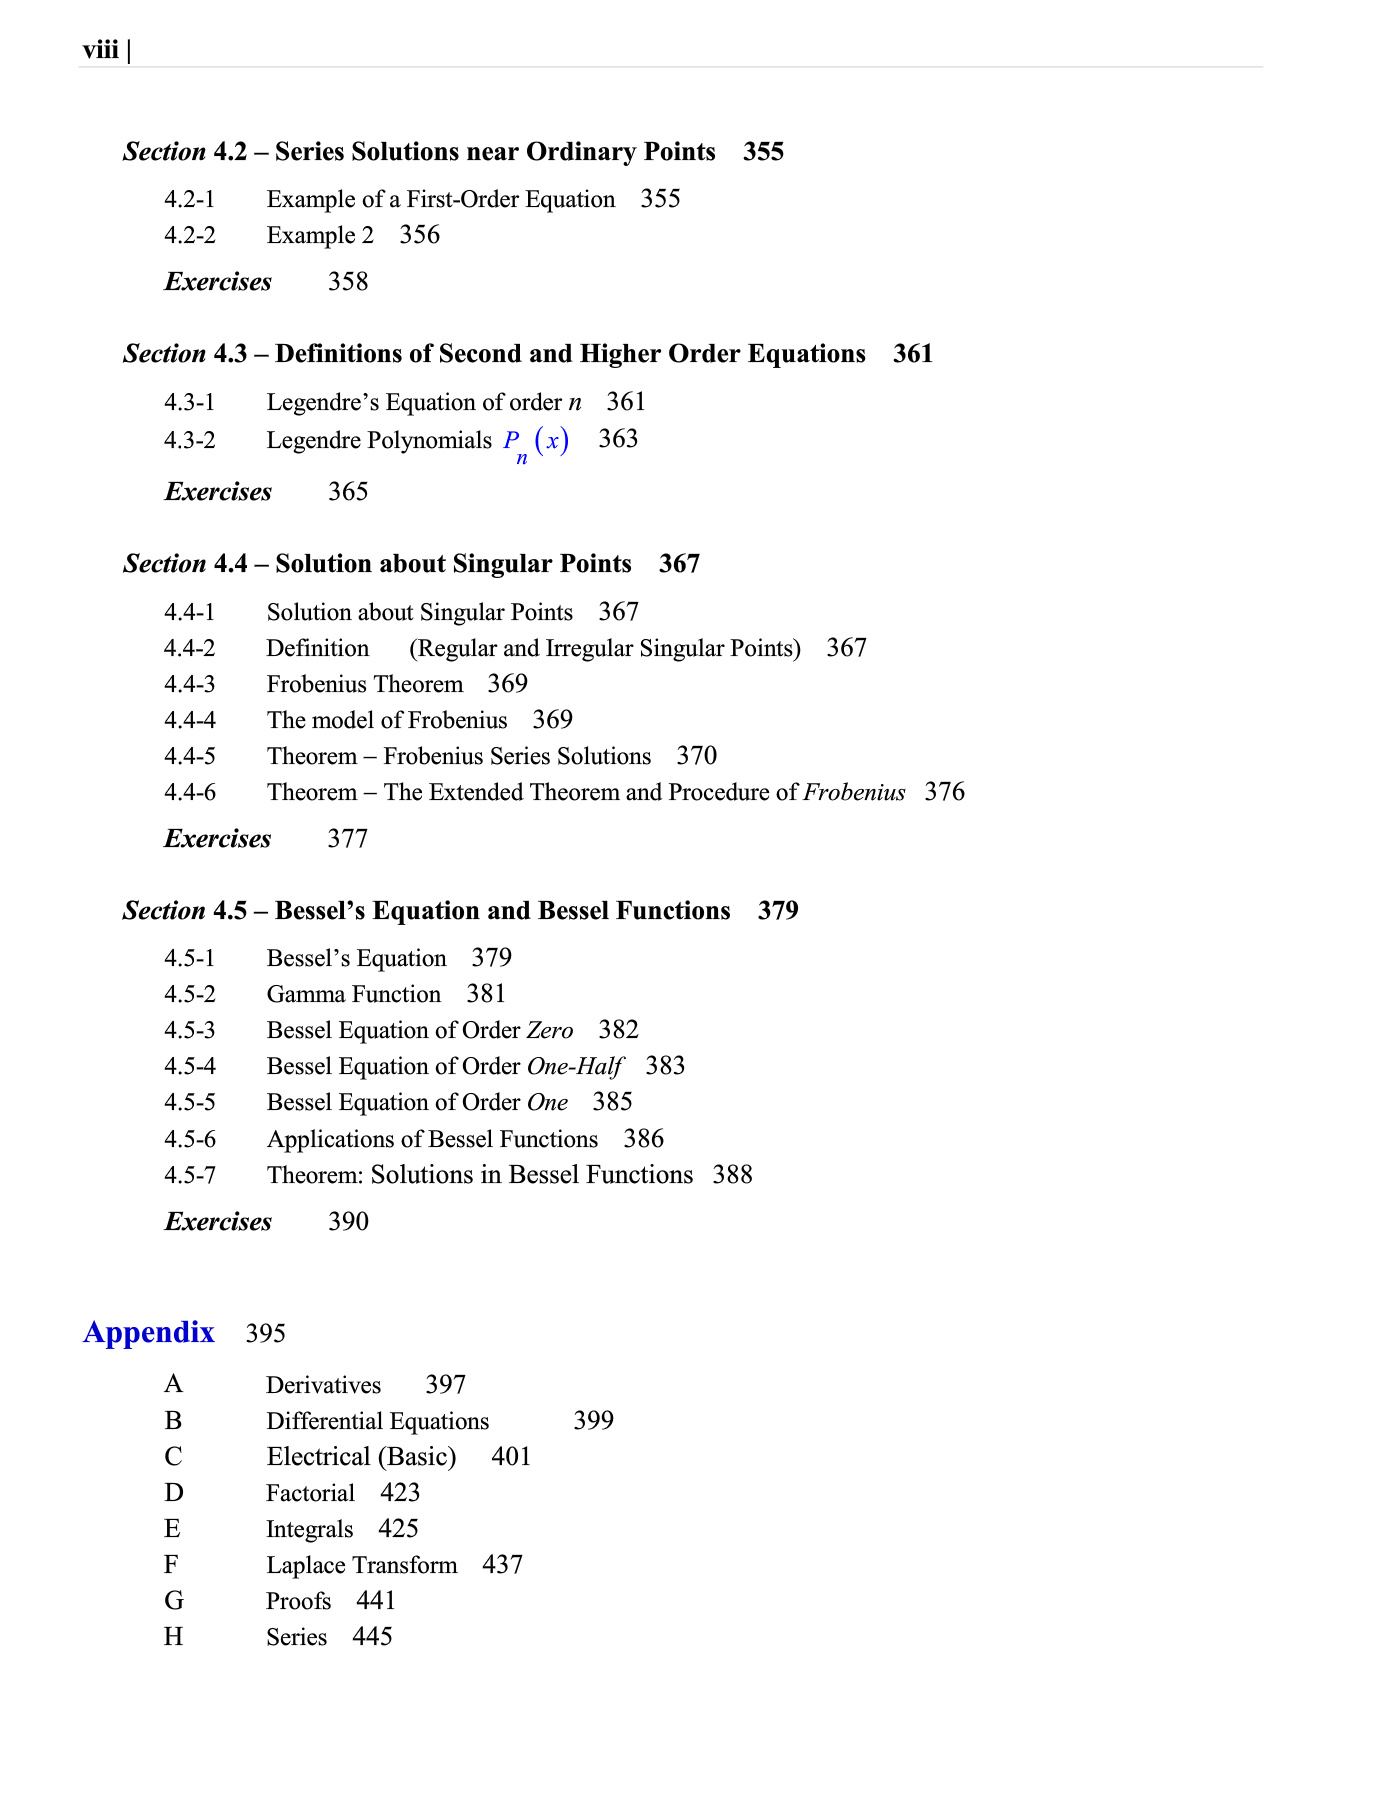 viii |
Section 4.2 – Series Solutions near Ordinary Points 355
4.2-1 Example of a First-Order Equation 355
4.2-2 Example 2 356
Exercises 358
Section 4.3 – Definitions of Second and Higher Order Equations 361
4.3-1 Legendre’s Equation of order n 361
4.3-2 Legendre Polynomials P_n (x) 363
Exercises 365
Section 4.4 – Solution about Singular Points 367
4.4-1 Solution about Singular Points 367
4.4-2 Definition (Regular and Irregular Singular Points) 367
4.4-3 Frobenius Theorem 369
4.4-4 The model of Frobenius 369
4.4-5 Theorem – Frobenius Series Solutions 370
4.4-6 Theorem – The Extended Theorem and Procedure of Frobenius 376
Exercises 377
Section 4.5 – Bessel’s Equation and Bessel Functions 379
4.5-1 Bessel’s Equation 379
4.5-2 Gamma Function 381
4.5-3 Bessel Equation of Order Zero 382
4.5-4 Bessel Equation of Order One-Half 383
4.5-5 Bessel Equation of Order One 385
4.5-6 Applications of Bessel Functions 386
4.5-7 Theorem: Solutions in Bessel Functions 388
Exercises 390
Appendix 395
A Derivatives 397
B Differential Equations 399
C Electrical (Basic) 401
D Factorial 423
E Integrals 425
F Laplace Transform 437
G Proofs 441
H Series 445